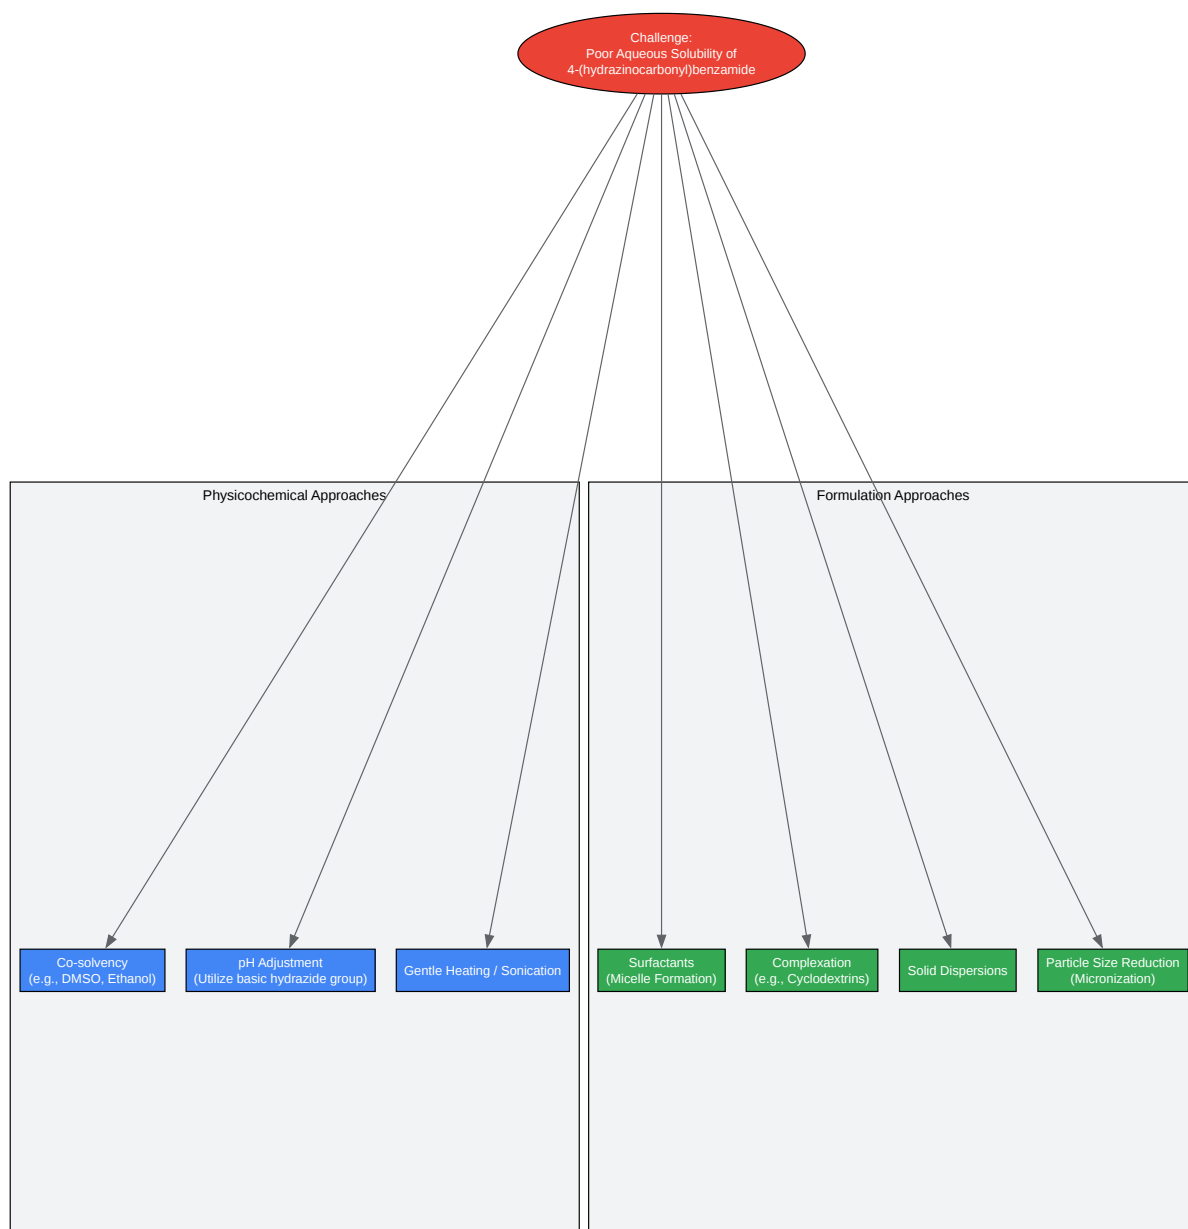 Challenge:
Poor Aqueous Solubility of
4-(hydrazinocarbonyl)benzamide
Physicochemical Approaches
Formulation Approaches
Co-solvency
(e.g., DMSO, Ethanol)
pH Adjustment
(Utilize basic hydrazide group)
Gentle Heating / Sonication
Surfactants
(Micelle Formation)
Complexation
(e.g., Cyclodextrins)
Solid Dispersions
Particle Size Reduction
(Micronization)